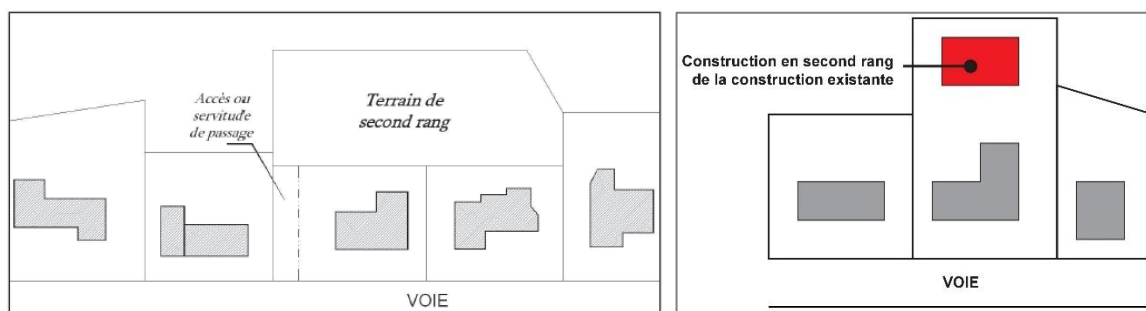 Accès ou
servitude
de passage
Terrain de
second rang
VOIE
Construction en second rang
de la construction existante
VOIE